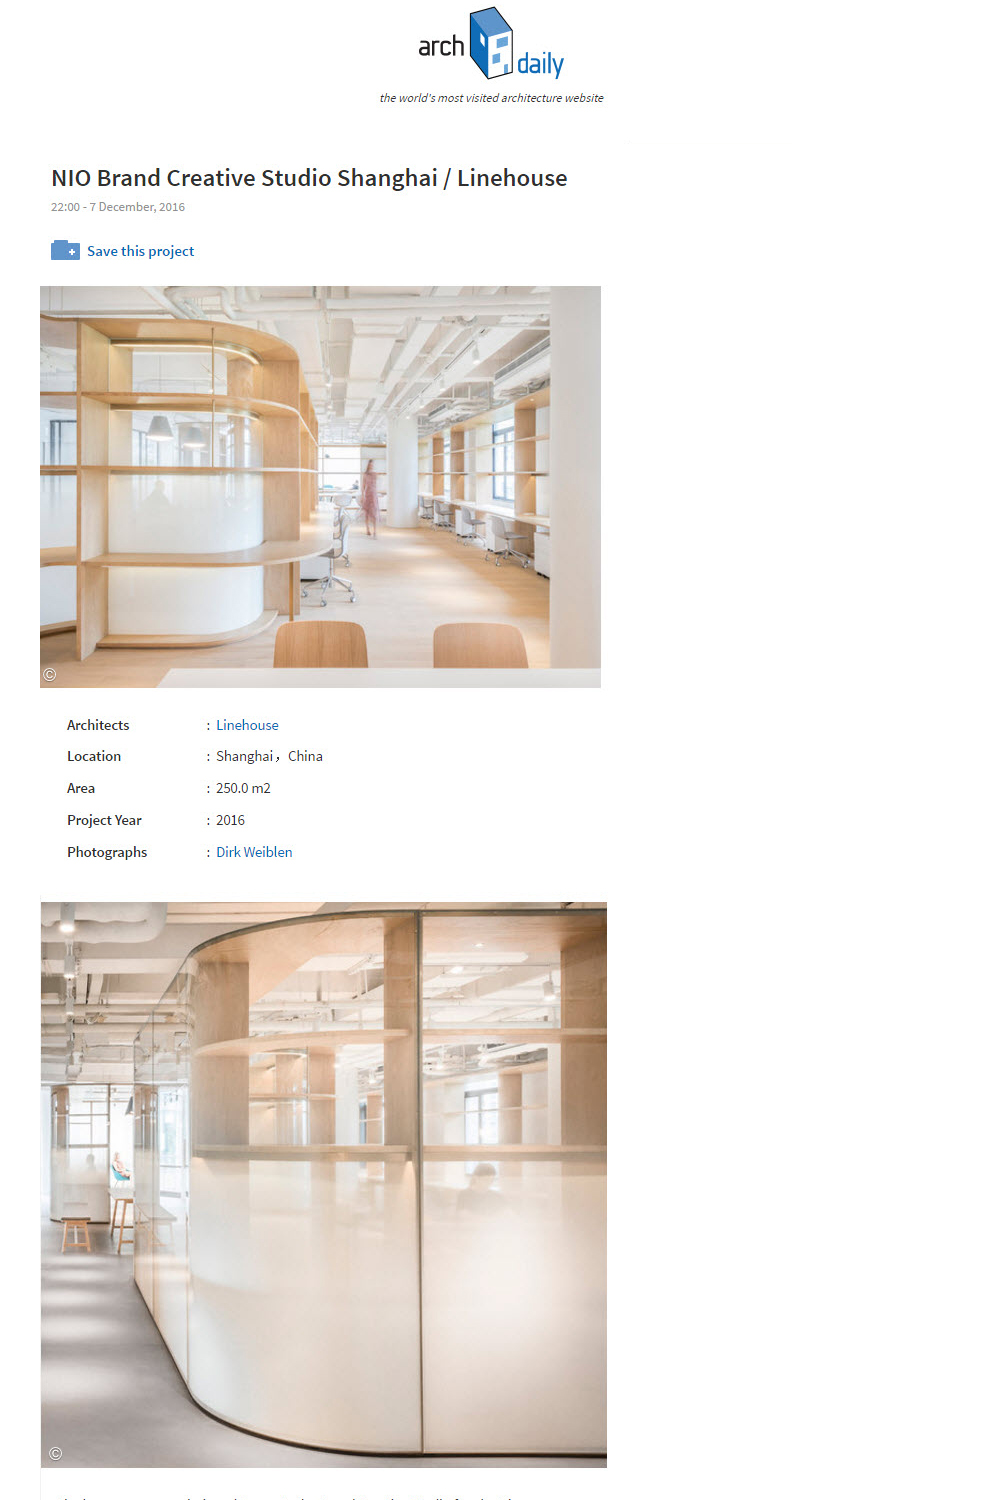 arch daily
the world's most visited architecture website
NIO Brand Creative Studio Shanghai / Linehouse
22:00 - 7 December, 2016
Save this project
©
Architects : Linehouse
Location : Shanghai，China
Area : 250.0 m2
Project Year : 2016
Photographs : Dirk Weiblen
©